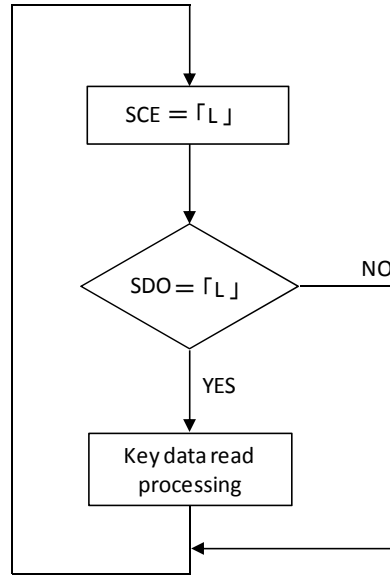 SCE＝「L」
SDO＝「L」
NO
YES
Key data read
processing